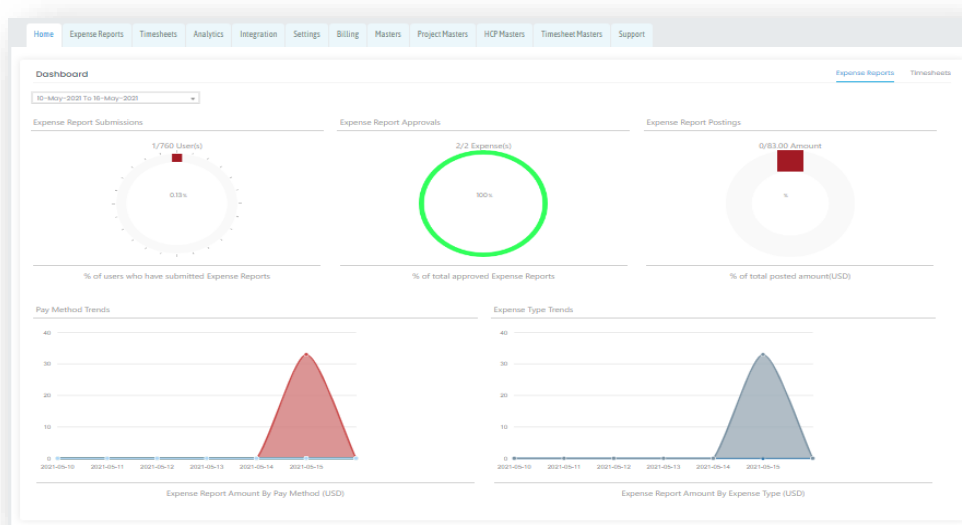 Home Expense Reports Timesheets Analytics Integration Settings Billing Masters Project Masters HCP Masters Timesheet Masters Support
Dashboard Expense Reports Timesheets
10-May-2021 To 16-May-2021
Expense Report Submissions Expense Report Approvals Expense Report Postings
1/760 User(s) 2/2 Expense(s) 0/83.00 Amount
0.13% 100% %
% of users who have submitted Expense Reports % of total approved Expense Reports % of total posted amount(USD)
Pay Method Trends Expense Type Trends
40 40
30 30
20 20
10 10
0 0
2021-05-10 2021-05-11 2021-05-12 2021-05-13 2021-05-14 2021-05-15 2021-05-10 2021-05-11 2021-05-12 2021-05-13 2021-05-14 2021-05-15
Expense Report Amount By Pay Method (USD) Expense Report Amount By Expense Type (USD)